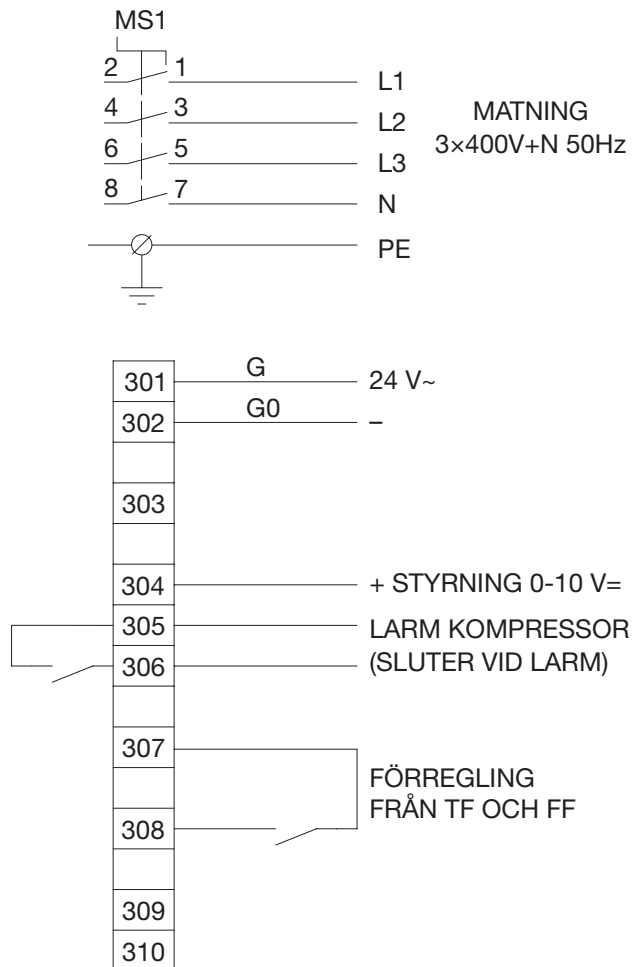 MS1
2 1 L1
4 3 L2
6 5 L3
8 7 N
PE
MATNING
3×400V+N 50Hz
301 G 24 V~
302 G0 –
303
304 + STYRNING 0-10 V=
305 LARM KOMPRESSOR
306 (SLUTER VID LARM)
307
FÖRREGLING
FRÅN TF OCH FF
308
309
310